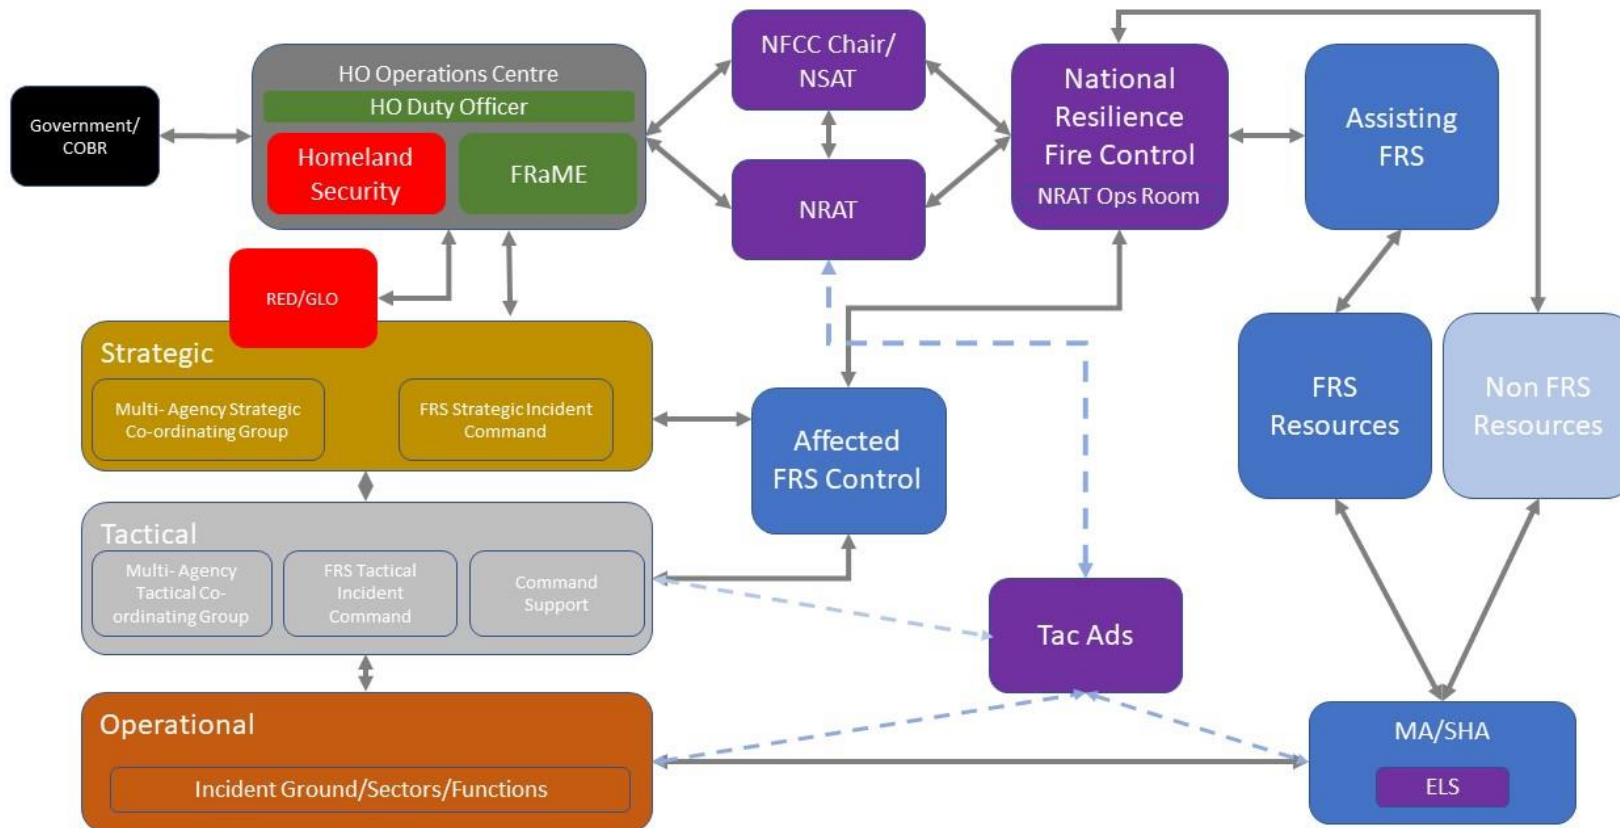 Government/
COBR
HO Operations Centre
HO Duty Officer
Homeland
Security
FRaME
NFCC Chair/
NSAT
NRAT
National
Resilience
Fire Control
NRAT Ops Room
Assisting
FRS
RED/GLO
Strategic
Multi- Agency Strategic
Co-ordinating Group
FRS Strategic Incident
Command
Affected
FRS Control
FRS
Resources
Non FRS
Resources
Tactical
Multi- Agency
Tactical Co-
ordinating Group
FRS Tactical
Incident
Command
Command
Support
Tac Ads
Operational
Incident Ground/Sectors/Functions
MA/SHA
ELS